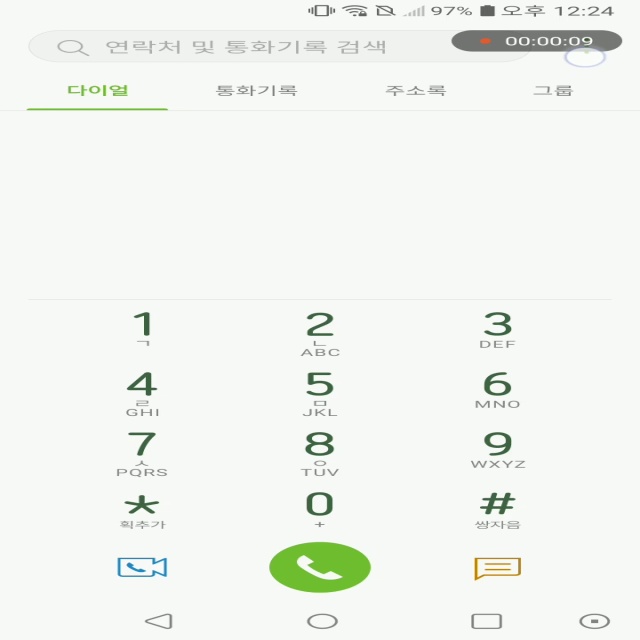 97% 오후 12:24
연락처 및 통화기록 검색
00:00:09
다이얼 통화기록 주소록 그룹
1 2 3
ㄱ ㄴ
ABC DEF
4 5 6
ㄹ ㅁ
GHI JKL MNO
7 8 9
ㅅ ㅇ
PQRS TUV WXYZ
* 0 #
획추가 + 쌍자음